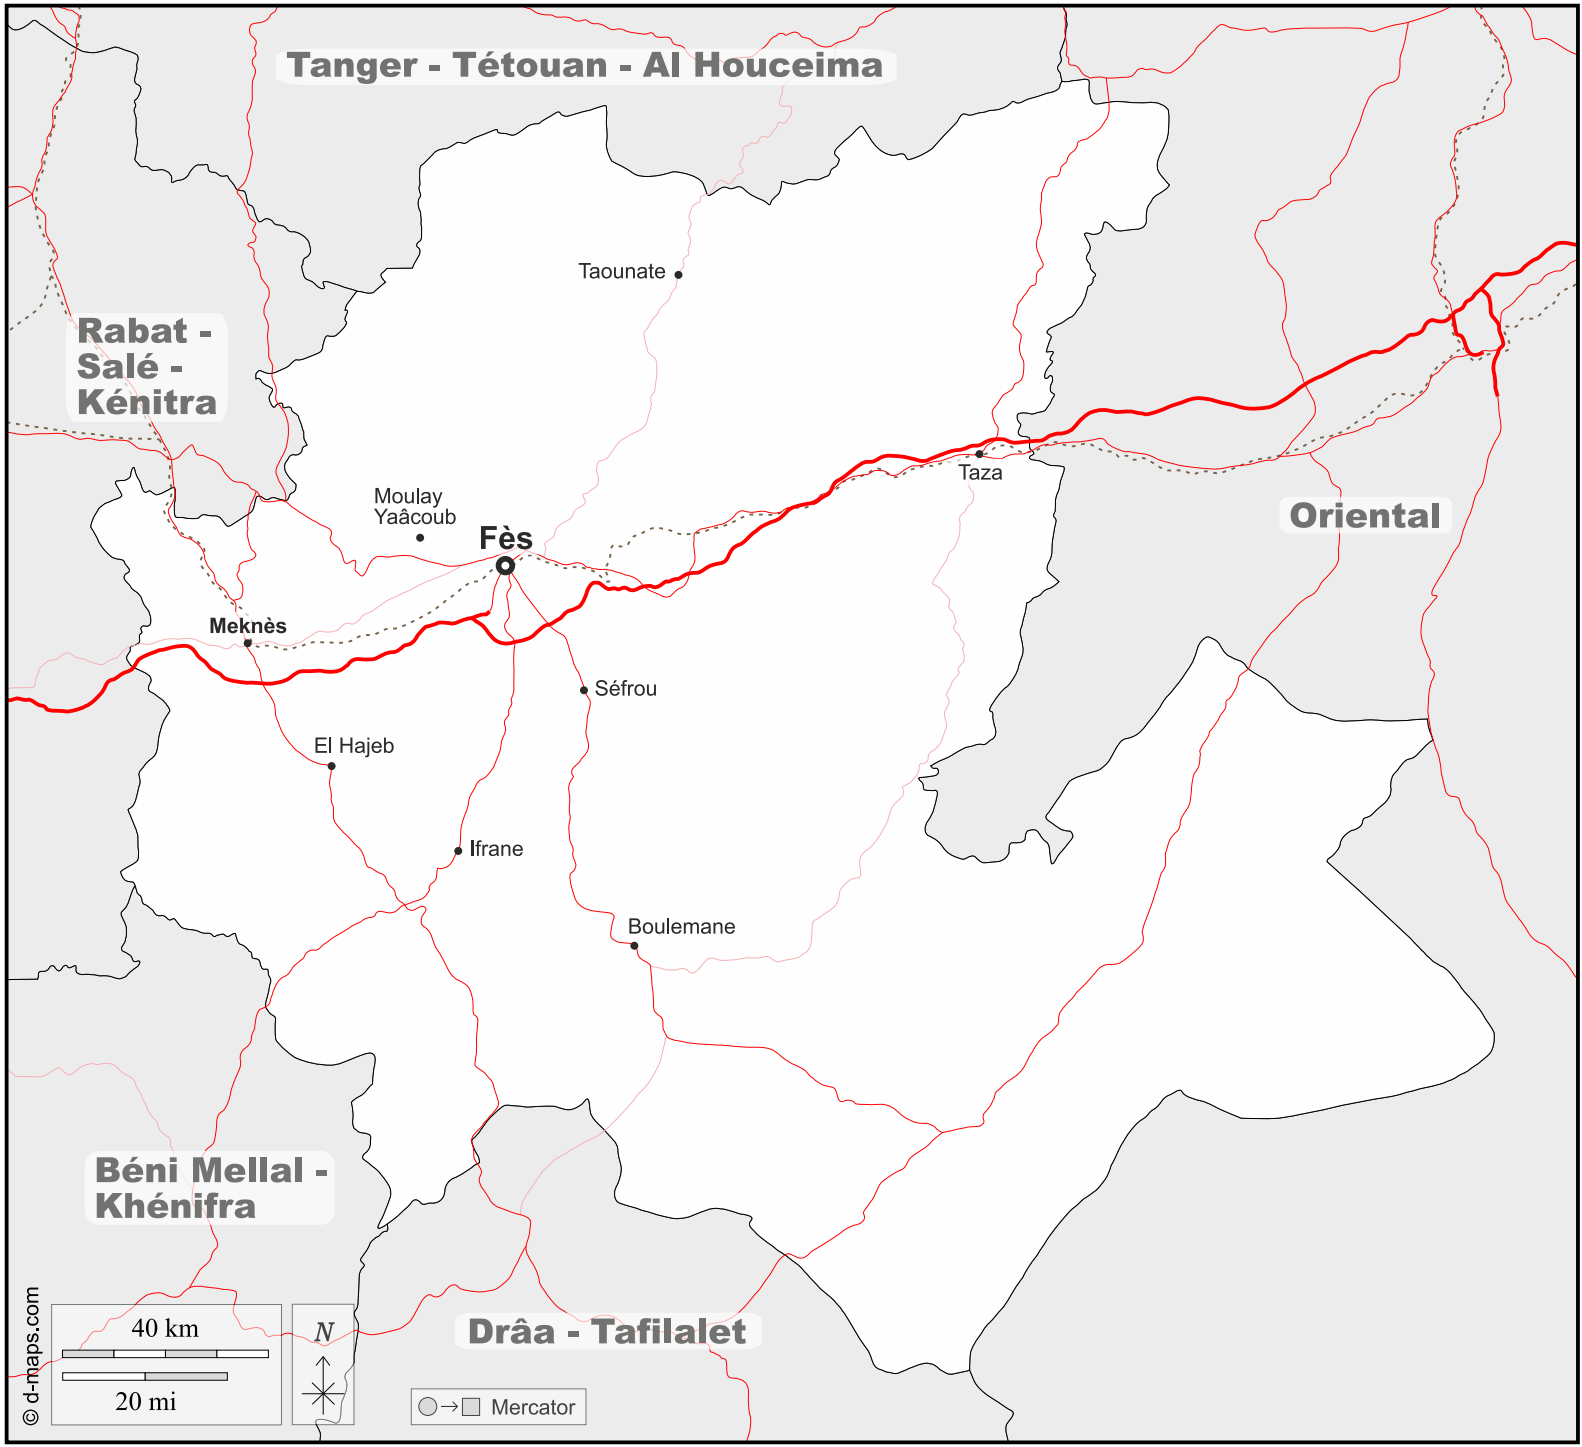 Tanger - Tétouan - Al Houceima
Taounate
Rabat -
Salé -
Kénitra
Taza
Moulay
Yaâcoub
Oriental
Fès
Meknès
Séfrou
El Hajeb
Ifrane
Boulemane
Béni Mellal -
Khénifra
Drâa - Tafilalet
40 km
20 mi
N
Mercator
© d-maps.com